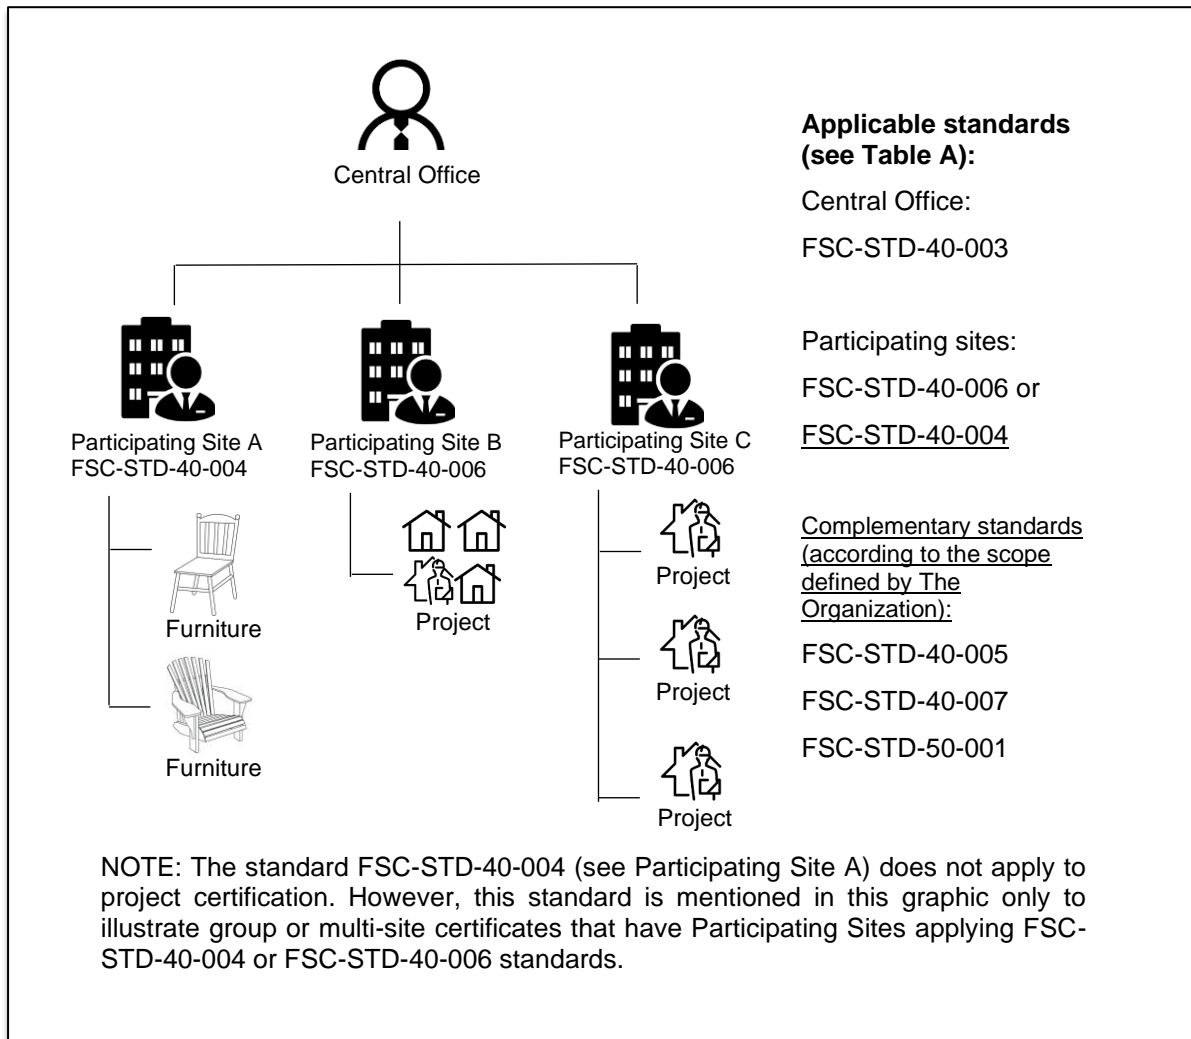 Central Office
Participating Site A
FSC-STD-40-004
Furniture
Furniture
Participating Site B
FSC-STD-40-006
Project
Participating Site C
FSC-STD-40-006
Project
Project
Project
Applicable standards
(see Table A):
Central Office:
FSC-STD-40-003
Participating sites:
FSC-STD-40-006 or
FSC-STD-40-004
Complementary standards
(according to the scope
defined by The
Organization):
FSC-STD-40-005
FSC-STD-40-007
FSC-STD-50-001
NOTE: The standard FSC-STD-40-004 (see Participating Site A) does not apply to
project certification. However, this standard is mentioned in this graphic only to
illustrate group or multi-site certificates that have Participating Sites applying FSC-
STD-40-004 or FSC-STD-40-006 standards.